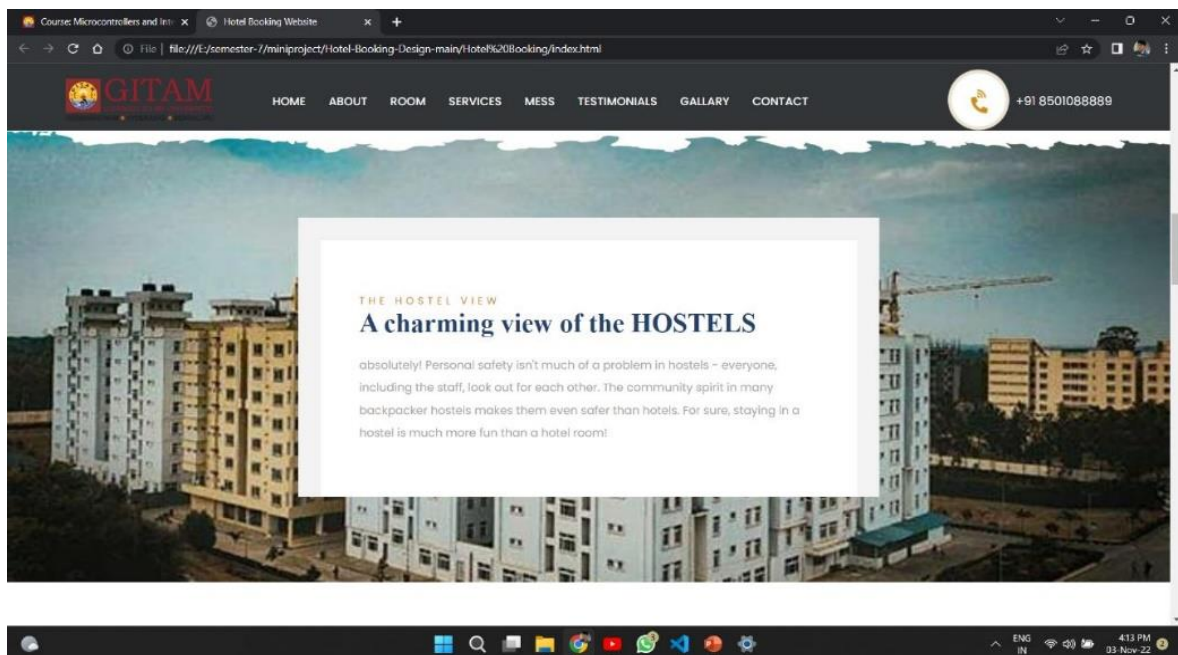 Course: Microcontrollers and Int
Hotel Booking Website
File | file:///E:/semester-7/miniproject/Hotel-Booking-Design-main/Hotel%20Booking/index.html
GITAM
HOME ABOUT ROOM SERVICES MESS TESTIMONIALS GALLARY CONTACT
+91 8501088889
THE HOSTEL VIEW
A charming view of the HOSTELS
absolutely! Personal safety isn't much of a problem in hostels - everyone,
including the staff, look out for each other. The community spirit in many
backpacker hostels makes them even safer than hotels. For sure, staying in a
hostel is much more fun than a hotel room!
ENG
IN
4:13 PM
03-Nov-22
2